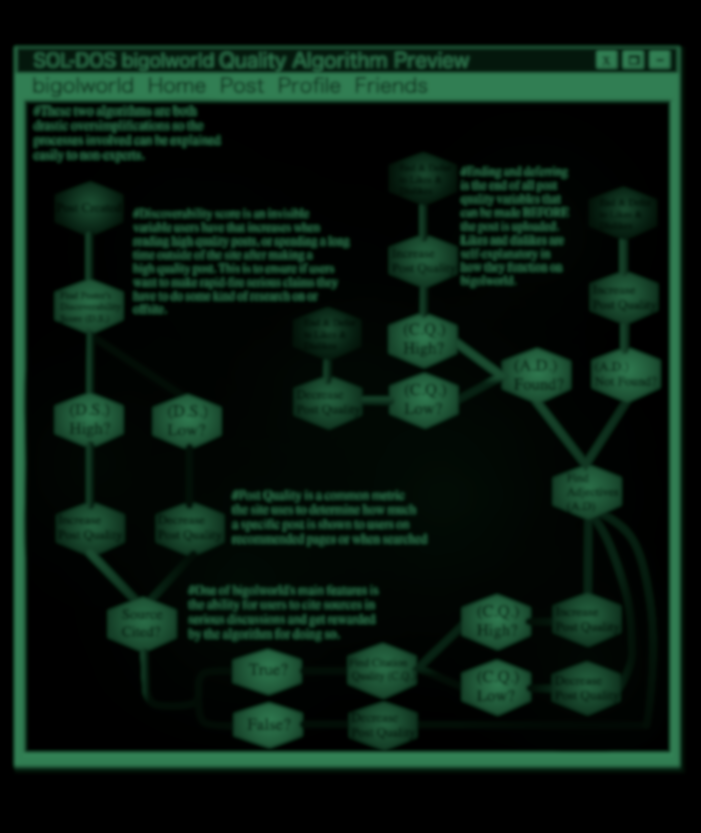 SOL-DOS bigolworld Quality Algorithm Preview
bigolworld Home Post Profile Friends
#These two algorithms are both
drastic oversimplifications so the
processes involved can be explained
easily to non-experts.
#Discoverability score is an invisible
variable users have that increases when
reading high quality posts, or spending a long
time outside of the site after making a
high quality post. This is to ensure if users
want to make rapid-fire serious claims they
have to do some kind of research on or
offsite.
#Ending and deferring
is the end of all post
quality variables that
can be made BEFORE
the post is uploaded.
Likes and dislikes are
self explanatory in
how they function on
bigolworld.
Find Poster's
Discoverability
Score (D.S.)
Increase
Post Quality
Increase
Post Quality
(C.Q.)
High?
(A.D.)
Found?
(A.D.)
Not Found?
Decrease
Post Quality
(C.Q.)
Low?
(D.S.)
High?
(D.S.)
Low?
Find
Adjectives
(A.D)
Increase
Post Quality
Decrease
Post Quality
#Post Quality is a common metric
the site uses to determine how much
a specific post is shown to users on
recommended pages or when searched
#One of bigolworld's main features is
the ability for users to cite sources in
serious discussions and get rewarded
by the algorithm for doing so.
Source
Cited?
(C.Q.)
High?
Increase
Post Quality
True?
Find Citation
Quality (C.Q.)
(C.Q.)
Low?
Decrease
Post Quality
False?
Decrease
Post Quality